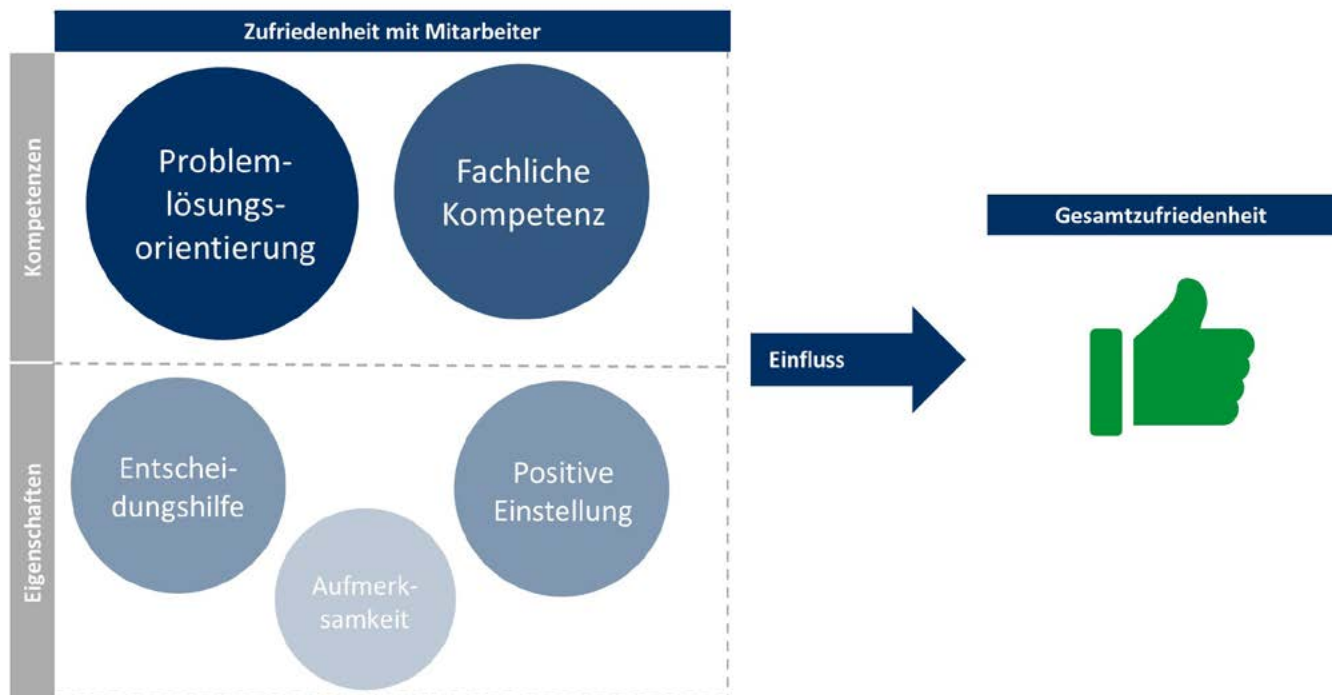 Zufriedenheit mit Mitarbeiter
Kompetenzen
Problem-
lösungs-
orientierung
Fachliche
Kompetenz
Eigenschaften
Entschei-
dungshilfe
Positive
Einstellung
Aufmerk-
samkeit
Einfluss
Gesamtzufriedenheit